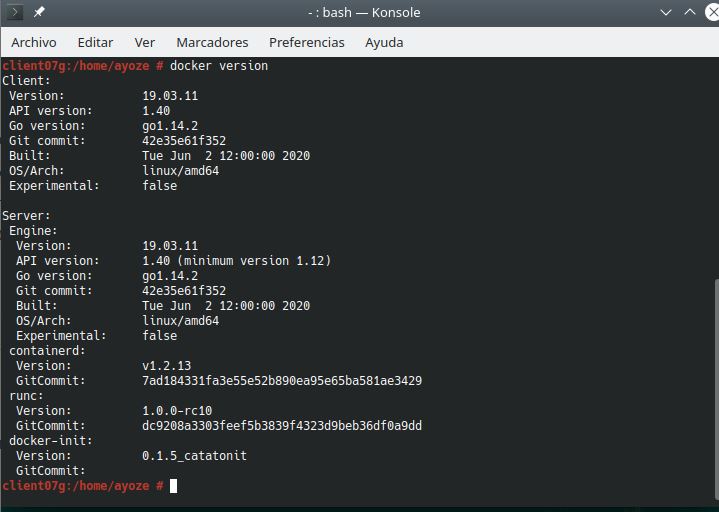 - : bash — Konsole
Archivo Editar Ver Marcadores Preferencias Ayuda
client07g:/home/ayoze # docker version
Client:
 Version:           19.03.11
 API version:       1.40
 Go version:        go1.14.2
 Git commit:        42e35e61f352
 Built:             Tue Jun  2 12:00:00 2020
 OS/Arch:           linux/amd64
 Experimental:      false

Server:
 Engine:
  Version:          19.03.11
  API version:      1.40 (minimum version 1.12)
  Go version:       go1.14.2
  Git commit:       42e35e61f352
  Built:            Tue Jun  2 12:00:00 2020
  OS/Arch:          linux/amd64
  Experimental:     false
 containerd:
  Version:          v1.2.13
  GitCommit:        7ad184331fa3e55e52b890ea95e65ba581ae3429
 runc:
  Version:          1.0.0-rc10
  GitCommit:        dc9208a3303feef5b3839f4323d9beb36df0a9dd
 docker-init:
  Version:          0.1.5_catatonit
  GitCommit:
client07g:/home/ayoze #